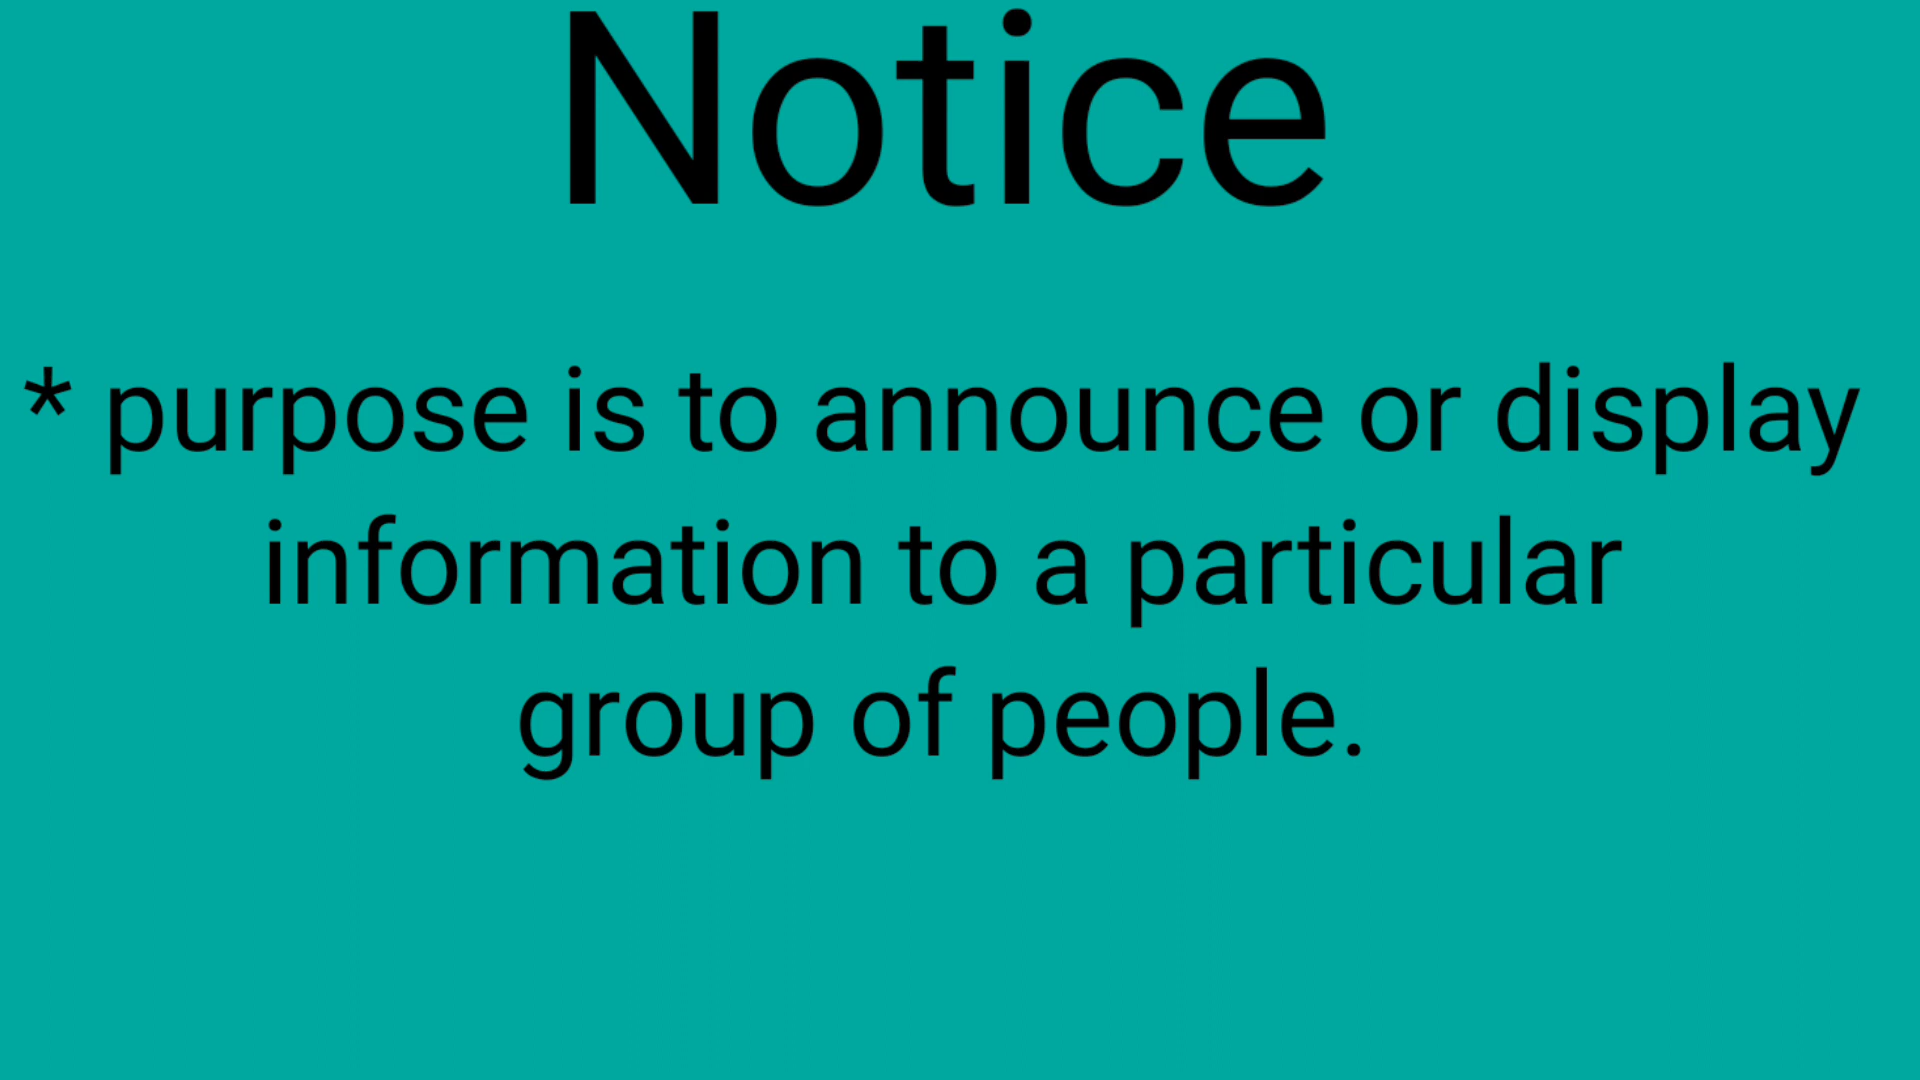 Notice
* purpose is to announce or display
information to a particular
group of people.